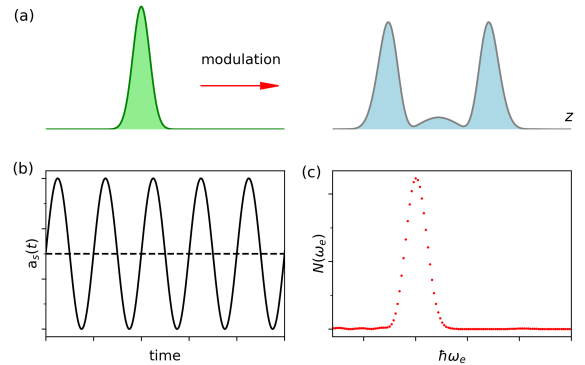 (a)
modulation
z
(b)
a_s(t)
time
(c)
N(ω_e)
ħω_e